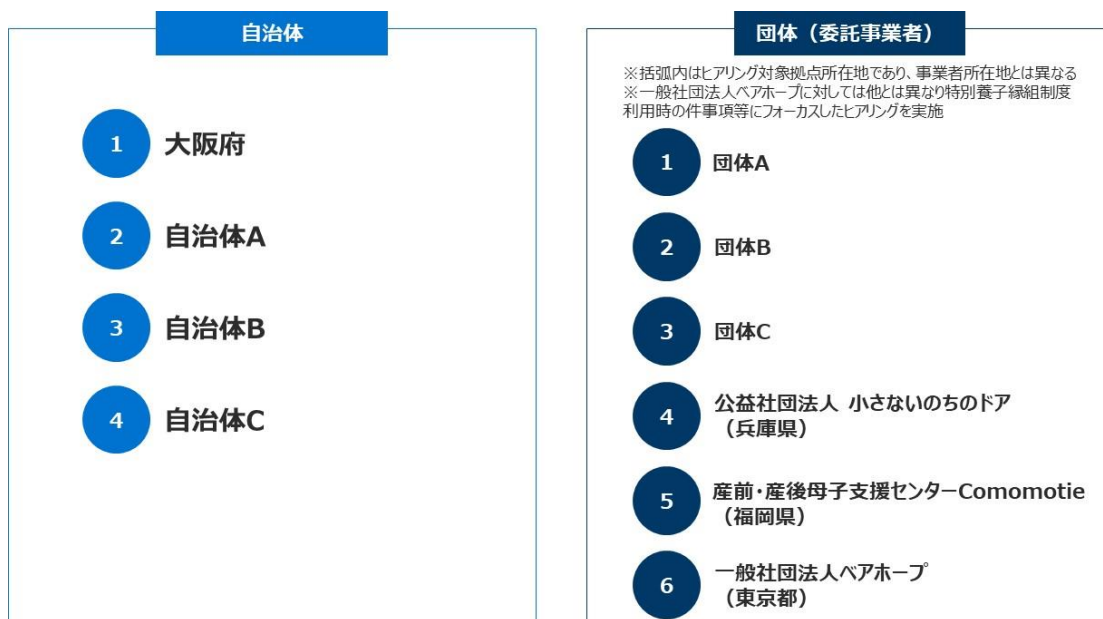 自治体
1 大阪府
2 自治体A
3 自治体B
4 自治体C
団体（委託事業者）
※括弧内はヒアリング対象拠点所在地であり、事業者所在地とは異なる
※一般社団法人ベアホープに対しては他とは異なり特別養子縁組制度
利用時の件事項等にフォーカスしたヒアリングを実施
1 団体A
2 団体B
3 団体C
4 公益社団法人 小さないのちのドア
（兵庫県）
5 産前・産後母子支援センターComomotie
（福岡県）
6 一般社団法人ベアホープ
（東京都）